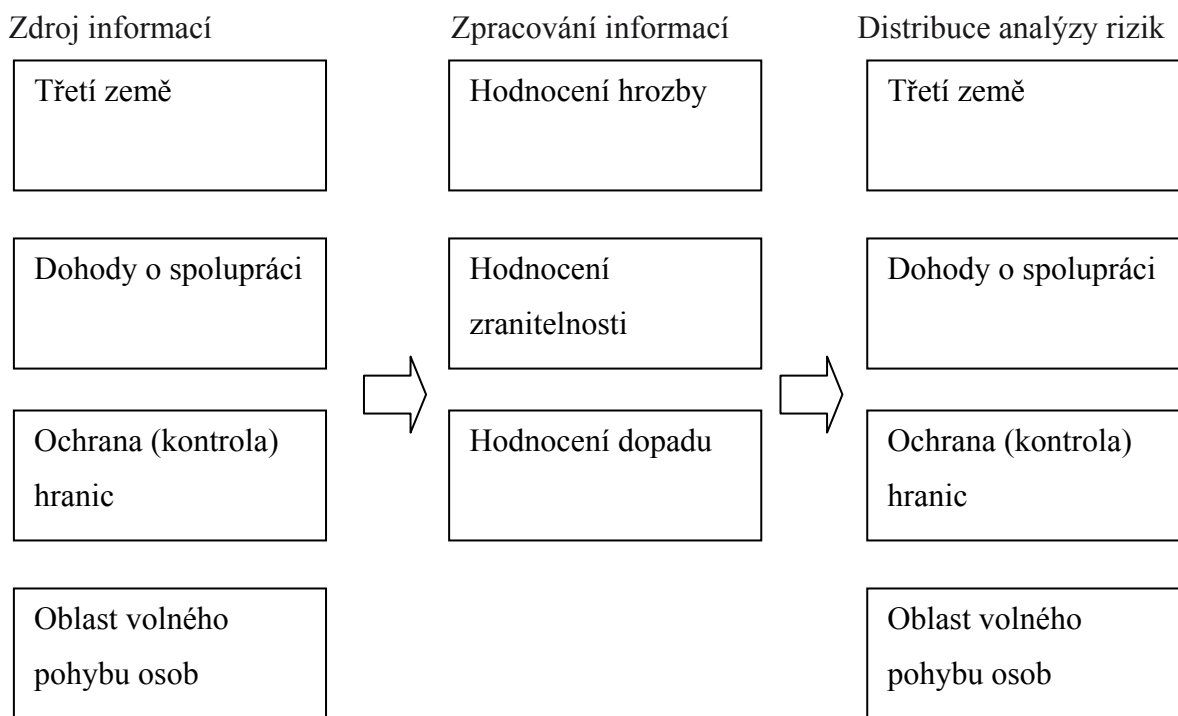 Zdroj informací
Zpracování informací
Distribuce analýzy rizik
Třetí země
Hodnocení hrozby
Třetí země
Dohody o spolupráci
Hodnocení
zranitelnosti
Dohody o spolupráci
Ochrana (kontrola)
hranic
Hodnocení dopadu
Ochrana (kontrola)
hranic
Oblast volného
pohybu osob
Oblast volného
pohybu osob